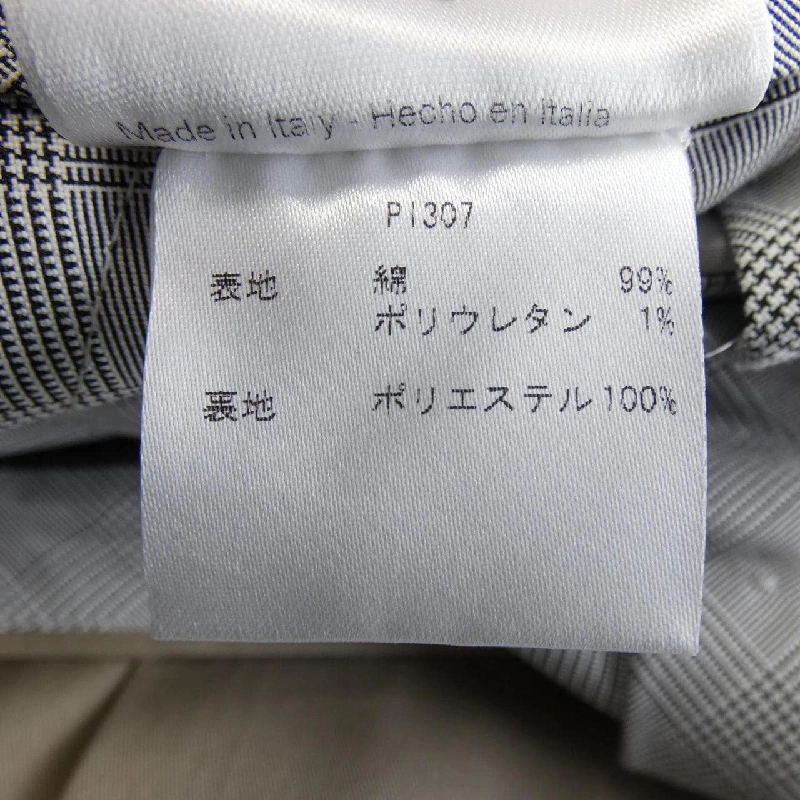 Made in Italy - Hecho en Italia
PI307
表地 綿 99%
ポリウレタン 1%
裏地 ポリエステル 100%